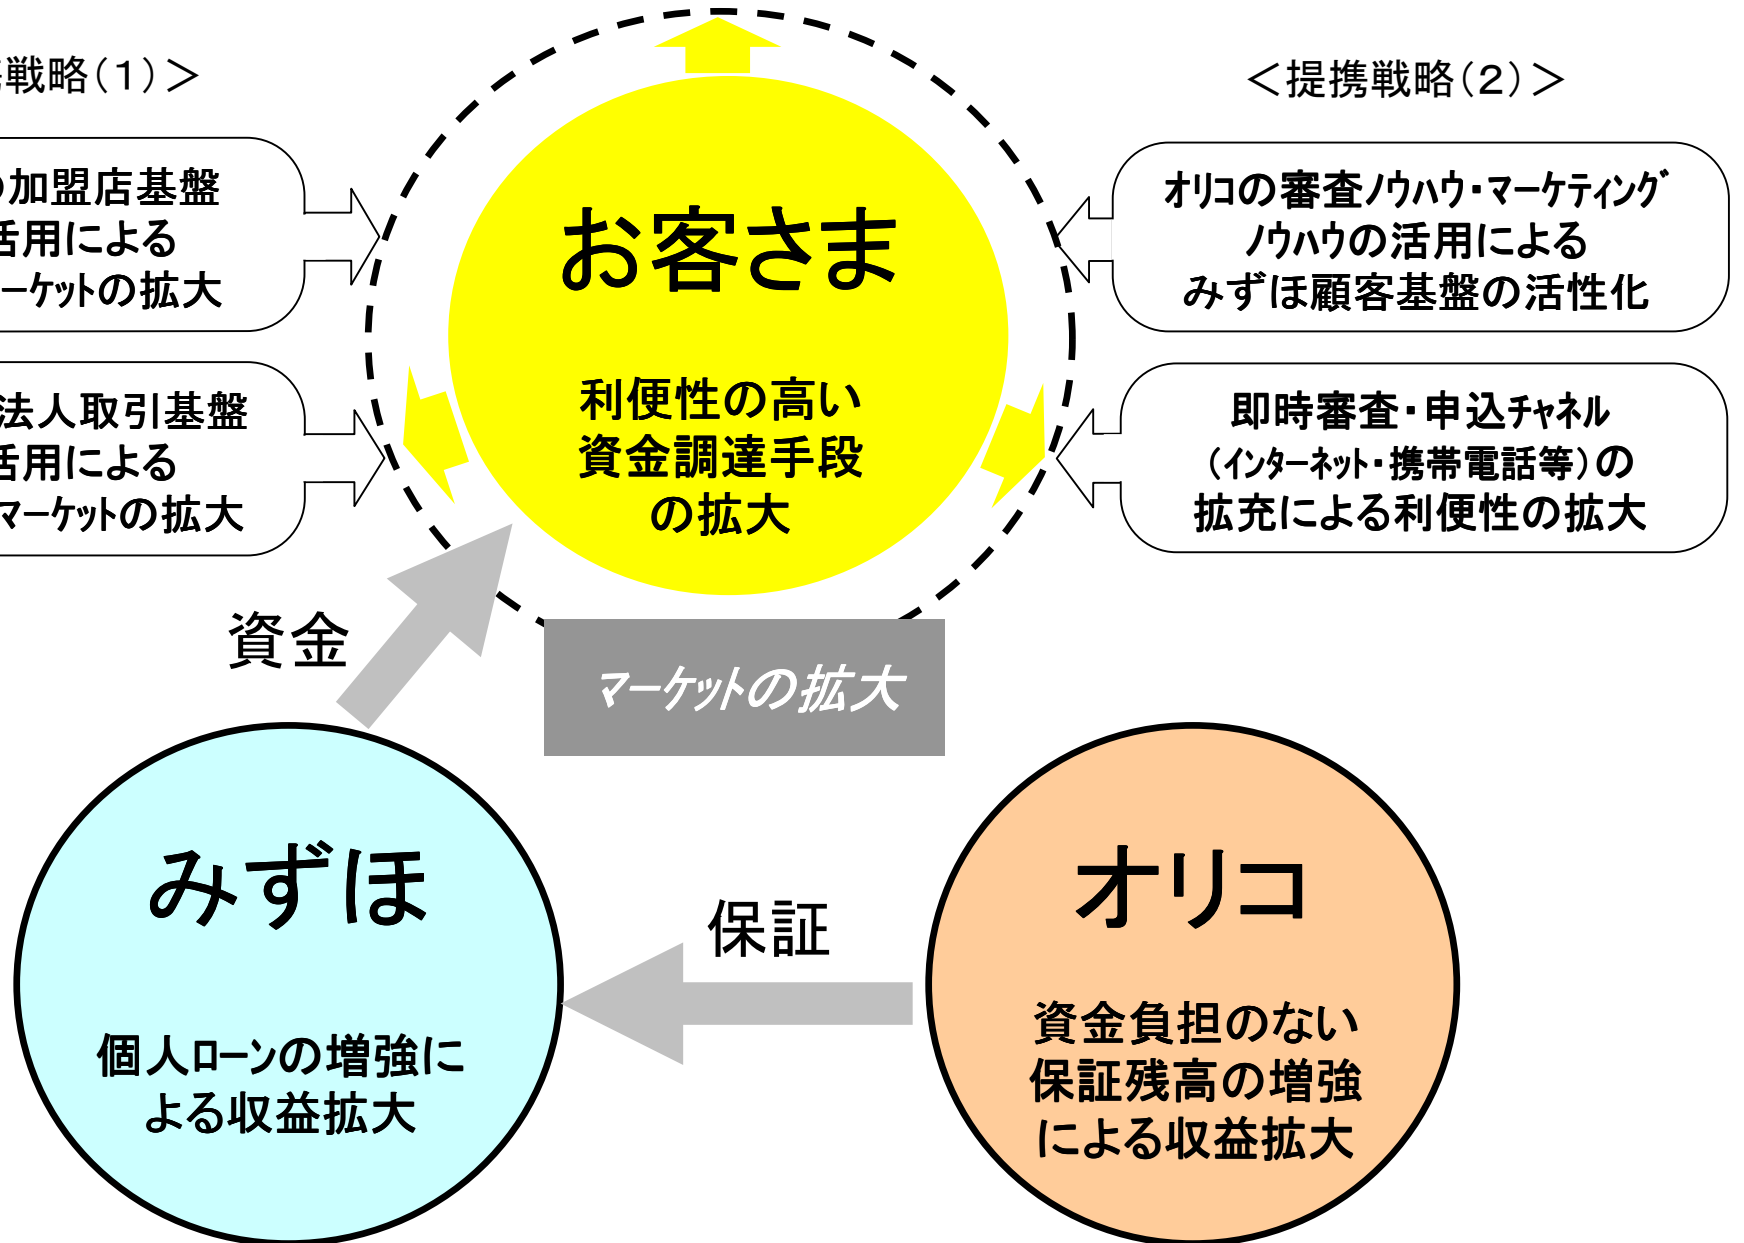 戦略(１)＞
加盟店基盤
活用による
ーケットの拡大
法人取引基盤
活用による
マーケットの拡大
お客さま
利便性の高い
資金調達手段
の拡大
＜提携戦略(２)＞
オリコの審査ノウハウ・マーケティング
ノウハウの活用による
みずほ顧客基盤の活性化
即時審査・申込チャネル
(インターネット・携帯電話等)の
拡充による利便性の拡大
資金
マーケットの拡大
みずほ
個人ローンの増強に
よる収益拡大
保証
オリコ
資金負担のない
保証残高の増強
による収益拡大